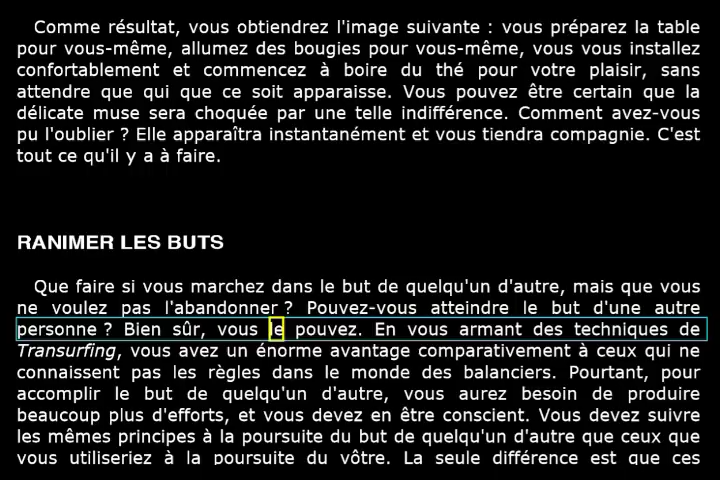 Comme résultat, vous obtiendrez l'image suivante : vous préparez la table
pour vous-même, allumez des bougies pour vous-même, vous vous installez
confortablement et commencez à boire du thé pour votre plaisir, sans
attendre que qui que ce soit apparaisse. Vous pouvez être certain que la
délicate muse sera choquée par une telle indifférence. Comment avez-vous
pu l'oublier ? Elle apparaîtra instantanément et vous tiendra compagnie. C'est
tout ce qu'il y a à faire.
RANIMER LES BUTS
Que faire si vous marchez dans le but de quelqu'un d'autre, mais que vous
ne voulez pas l'abandonner ? Pouvez-vous atteindre le but d'une autre
personne ? Bien sûr, vous le pouvez. En vous armant des techniques de
Transurfing, vous avez un énorme avantage comparativement à ceux qui ne
connaissent pas les règles dans le monde des balanciers. Pourtant, pour
accomplir le but de quelqu'un d'autre, vous aurez besoin de produire
beaucoup plus d'efforts, et vous devez en être conscient. Vous devez suivre
les mêmes principes à la poursuite du but de quelqu'un d'autre que ceux que
vous utiliseriez à la poursuite du vôtre. La seule différence est que ces